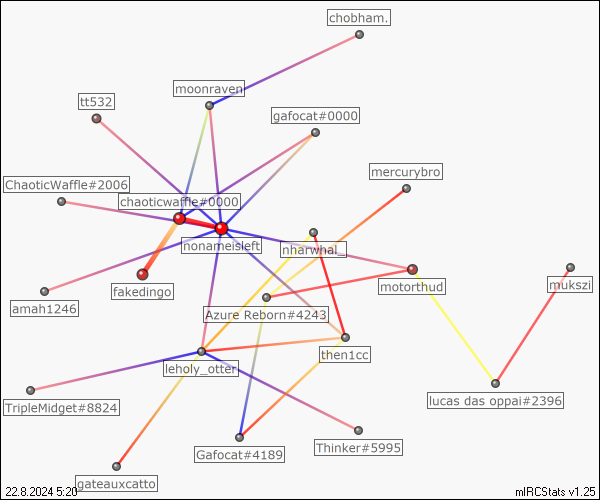 chobham.
moonraven
tt532
gafocat#0000
mercurybro
ChaoticWaffle#2006
chaoticwaffle#0000
nonameisleft
nharwhal_
mukszi
fakedingo
motorthud
amah1246
Azure Reborn#4243
then1cc
leholy_otter
lucas das oppai#2396
TripleMidget#8824
Thinker#5995
Gafocat#4189
gateauxcatto
22.8.2024 5:20
mIRCStats v1.25